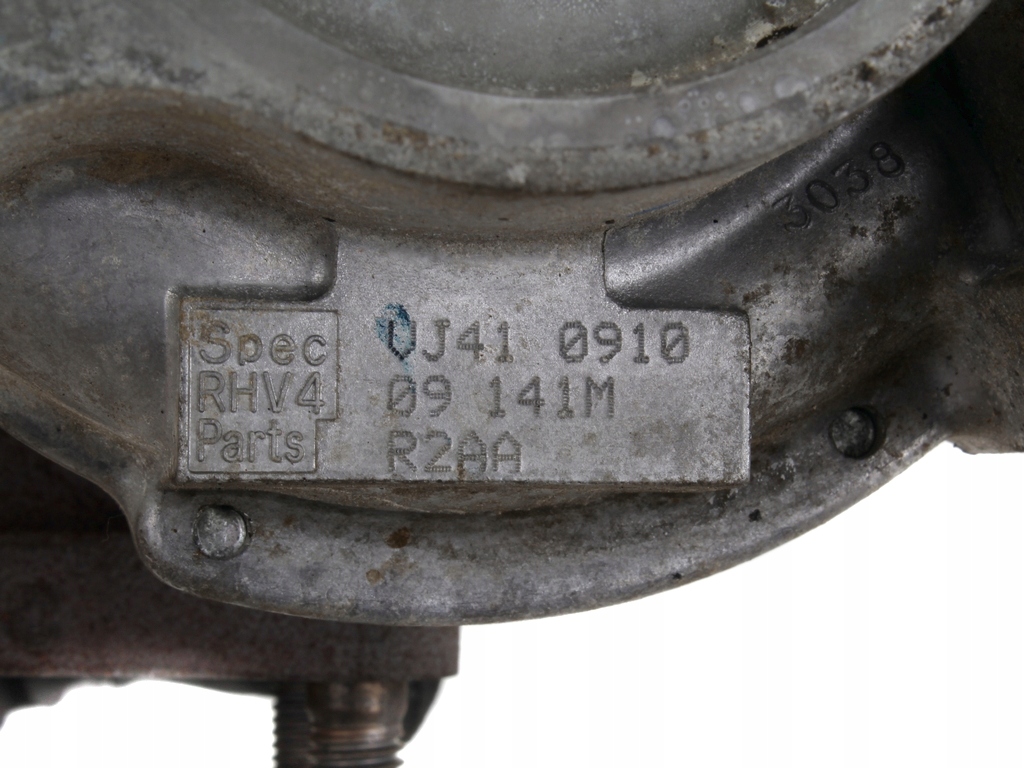 3038
Spec VJ41 0910
RHV4 09 141M
Parts R2AA